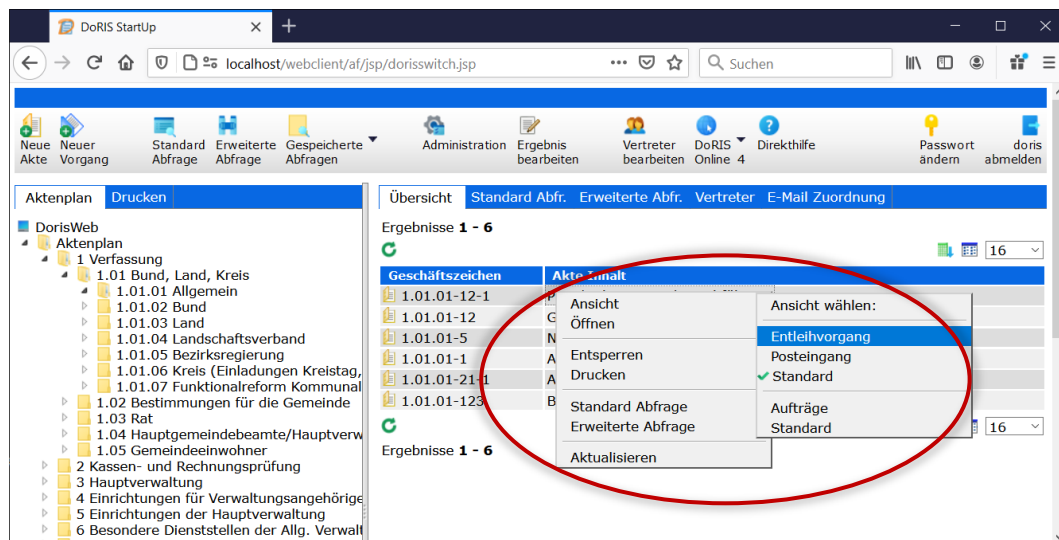 DoRIS StartUp
localhost/webclient/af/jsp/dorisswitch.jsp
Suchen
Neue Akte
Neuer Vorgang
Standard Abfrage
Erweiterte Abfrage
Gespeicherte Abfragen
Administration
Ergebnis bearbeiten
Vertreter bearbeiten
DoRIS Online 4
Direkthilfe
Passwort ändern
doris abmelden
Aktenplan Drucken
DorisWeb
Aktenplan
1 Verfassung
1.01 Bund, Land, Kreis
1.01.01 Allgemein
1.01.02 Bund
1.01.03 Land
1.01.04 Landschaftsverband
1.01.05 Bezirksregierung
1.01.06 Kreis (Einladungen Kreistag,
1.01.07 Funktionalreform Kommunal
1.02 Bestimmungen für die Gemeinde
1.03 Rat
1.04 Hauptgemeindebeamte/Hauptverw
1.05 Gemeindeeinwohner
2 Kassen- und Rechnungsprüfung
3 Hauptverwaltung
4 Einrichtungen für Verwaltungsangehörige
5 Einrichtungen der Hauptverwaltung
6 Besondere Dienststellen der Allg. Verwalt
Übersicht Standard Abfr. Erweiterte Abfr. Vertreter E-Mail Zuordnung
Ergebnisse 1 - 6
16
Geschäftszeichen Akte Inhalt
1.01.01-12-1 P
1.01.01-12 G
1.01.01-5 N
1.01.01-1 A
1.01.01-21-1 A
1.01.01-123 B
16
Ergebnisse 1 - 6
Ansicht
Öffnen
Entsperren
Drucken
Standard Abfrage
Erweiterte Abfrage
Aktualisieren
Ansicht wählen:
Entleihvorgang
Posteingang
Standard
Aufträge
Standard